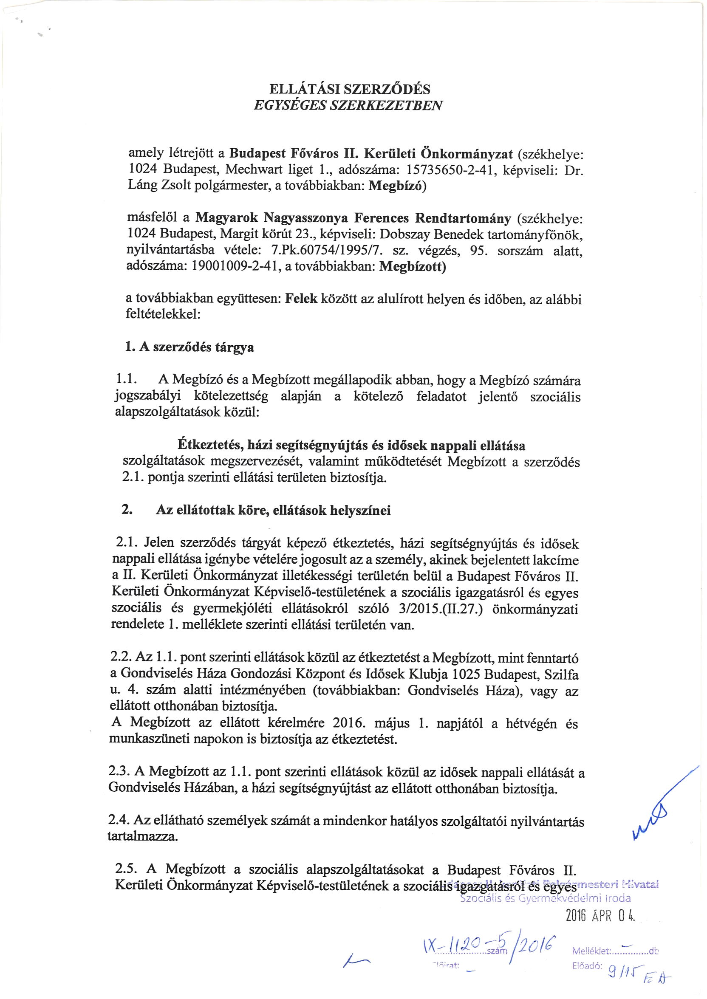 ELLÁTÁSI SZERZŐDÉS
EGYSÉGES SZERKEZETBEN
amely létrejött a Budapest Főváros II. Kerületi Önkormányzat (székhelye:
1024 Budapest, Mechwart liget 1., adószáma: 15735650-2-41, képviseli: Dr.
Láng Zsolt polgármester, a továbbiakban: Megbízó)
másfelől a Magyarok Nagyasszonya Ferences Rendtartomány (székhelye:
1024 Budapest, Margit körút 23., képviseli: Dobszay Benedek tartományfőnök,
nyilvántartásba vétele: 7.Pk.60754/1995/7. sz. végzés, 95. sorszám alatt,
adószáma: 19001009-2-41, a továbbiakban: Megbízott)
a továbbiakban együttesen: Felek között az alulírott helyen és időben, az alábbi
feltételekkel:
1. A szerződés tárgya
1.1. A Megbízó és a Megbízott megállapodik abban, hogy a Megbízó számára
jogszabályi kötelezettség alapján a kötelező feladatot jelentő szociális
alapszolgáltatások közül:
Étkeztetés, házi segítségnyújtás és idősek nappali ellátása
szolgáltatások megszervezését, valamint működtetését Megbízott a szerződés
2.1. pontja szerinti ellátási területen biztosítja.
2. Az ellátottak köre, ellátások helyszínei
2.1. Jelen szerződés tárgyát képező étkeztetés, házi segítségnyújtás és idősek
nappali ellátása igénybe vételére jogosult az a személy, akinek bejelentett lakcíme
a II. Kerületi Önkormányzat illetékességi területén belül a Budapest Főváros II.
Kerületi Önkormányzat Képviselő-testületének a szociális igazgatásról és egyes
szociális és gyermekjóléti ellátásokról szóló 3/2015.(II.27.) önkormányzati
rendelete 1. melléklete szerinti ellátási területén van.
2.2. Az 1.1. pont szerinti ellátások közül az étkeztetést a Megbízott, mint fenntartó
a Gondviselés Háza Gondozási Központ és Idősek Klubja 1025 Budapest, Szilfa
u. 4. szám alatti intézményében (továbbiakban: Gondviselés Háza), vagy az
ellátott otthonában biztosítja.
A Megbízott az ellátott kérelmére 2016. május 1. napjától a hétvégén és
munkaszüneti napokon is biztosítja az étkeztetést.
2.3. A Megbízott az 1.1. pont szerinti ellátások közül az idősek nappali ellátását a
Gondviselés Házában, a házi segítségnyújtást az ellátott otthonában biztosítja.
2.4. Az ellátható személyek számát a mindenkor hatályos szolgáltatói nyilvántartás
tartalmazza.
2.5. A Megbízott a szociális alapszolgáltatásokat a Budapest Főváros II.
Kerületi Önkormányzat Képviselő-testületének a szociális igazgatásról és egyes
Polgármesteri Hivatal
Szociális és Gyermekvédelmi Iroda
2016 ÁPR 04.
IX-1120-5/2016
szám
Melléklet: - db
Előirat: -
Előadó: 9/15 EA